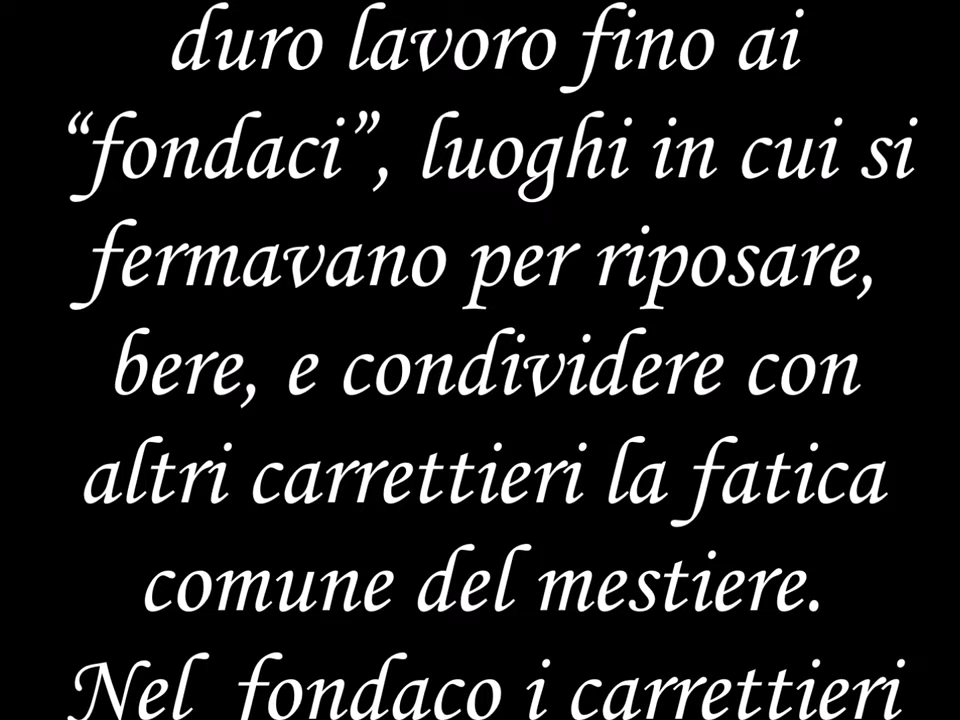 duro lavoro fino ai
“fondaci”, luoghi in cui si
fermavano per riposare,
bere, e condividere con
altri carrettieri la fatica
comune del mestiere.
Nel fondaco i carrettieri